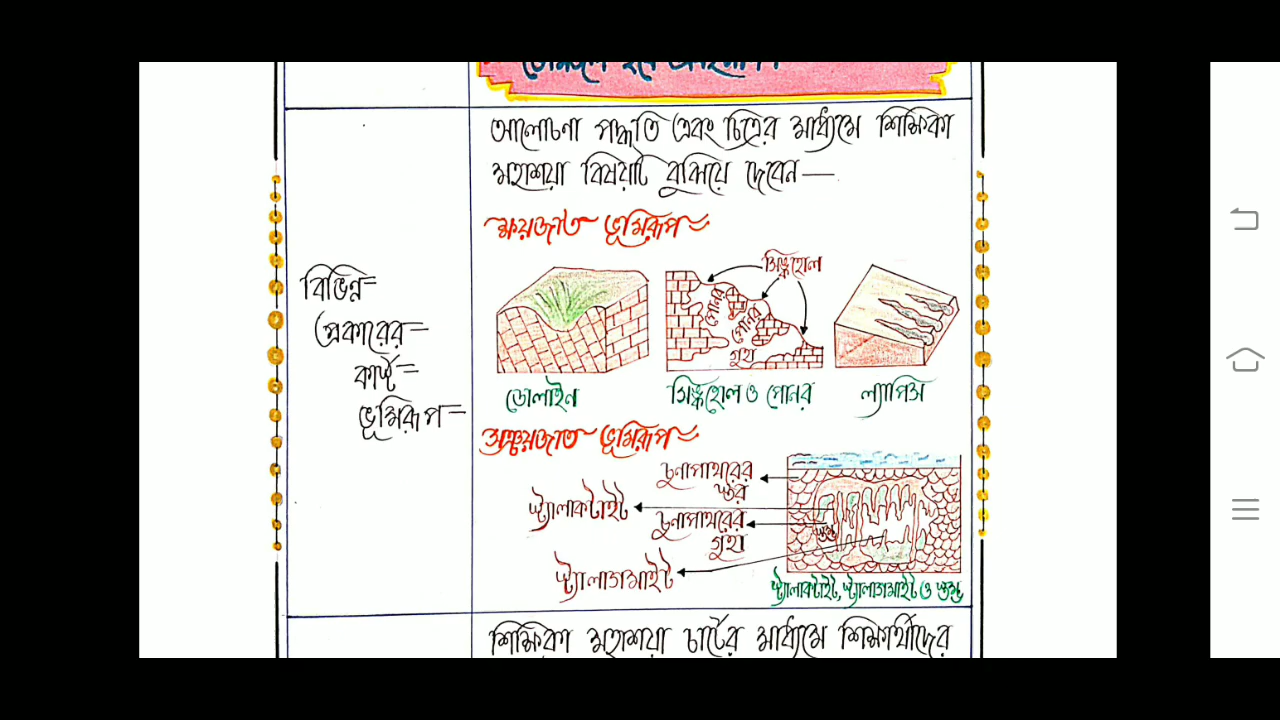 আলোচনা পদ্ধতি এবং চিত্রের মাধ্যমে শিক্ষিকা
মহাশয়া বিষয়টি বুঝিয়ে দেবেন—
বিভিন্ন
প্রকারের
কার্স্ট
ভূমিরূপ
ক্ষয়জাত ভূমিরূপ
সিঙ্কহোল
পোনর
পোনর
গুহা
ডোলাইন
সিঙ্কহোল ও পোনর
ল্যাপিস
সঞ্চয়জাত ভূমিরূপ
চুনাপাথরের
স্তর
স্ট্যালাকটাইট
চুনাপাথরের
গুহা
স্তম্ভ
স্ট্যালাগমাইট
স্ট্যালাকটাইট, স্ট্যালাগমাইট ও স্তম্ভ
শিক্ষিকা মহাশয়া চার্টের মাধ্যমে শিক্ষার্থীদের